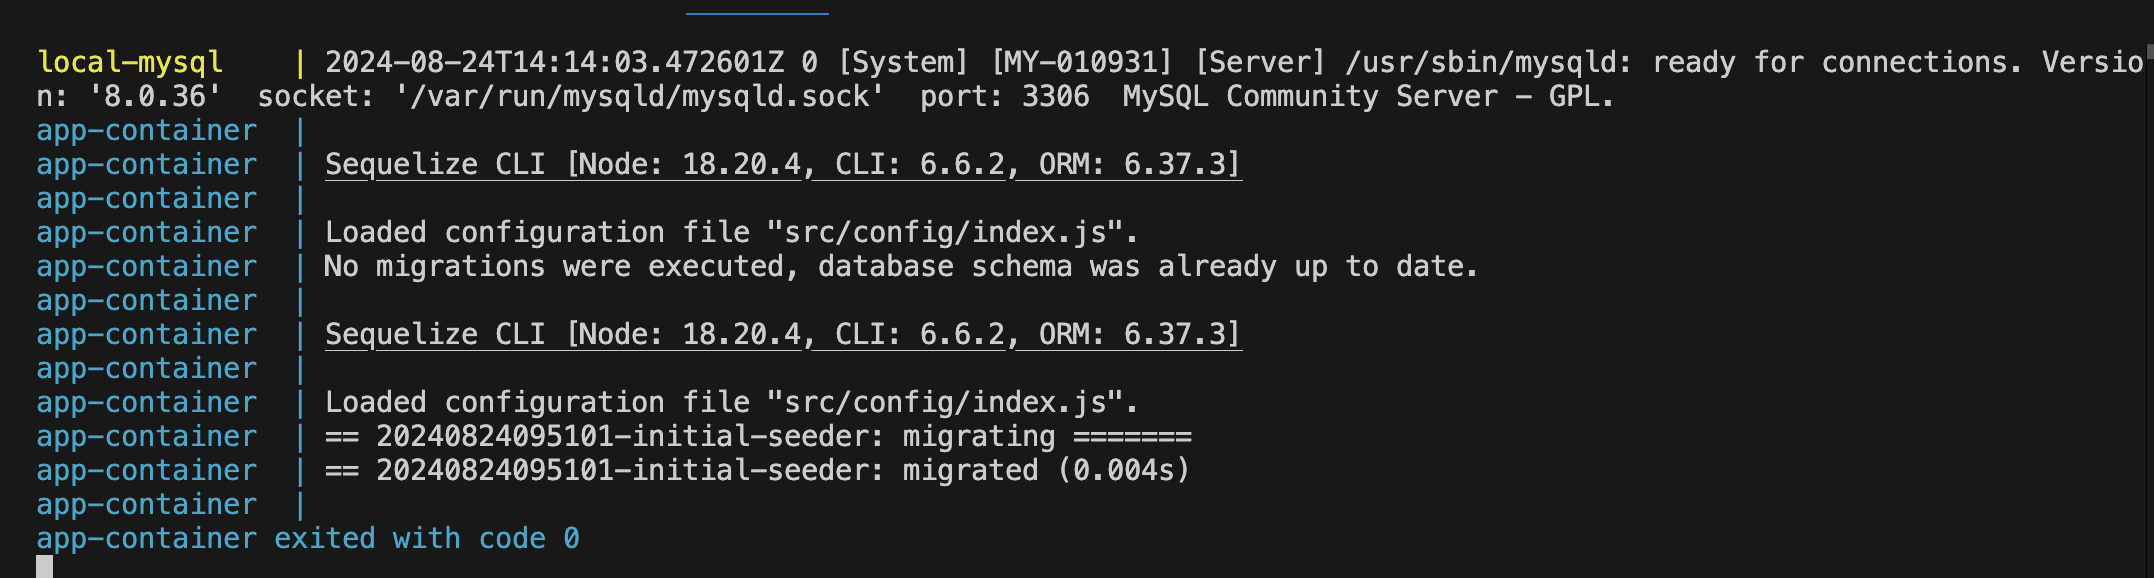 local-mysql    | 2024-08-24T14:14:03.472601Z 0 [System] [MY-010931] [Server] /usr/sbin/mysqld: ready for connections. Versio
n: '8.0.36'  socket: '/var/run/mysqld/mysqld.sock'  port: 3306  MySQL Community Server - GPL.
app-container  |
app-container  | Sequelize CLI [Node: 18.20.4, CLI: 6.6.2, ORM: 6.37.3]
app-container  |
app-container  | Loaded configuration file "src/config/index.js".
app-container  | No migrations were executed, database schema was already up to date.
app-container  |
app-container  | Sequelize CLI [Node: 18.20.4, CLI: 6.6.2, ORM: 6.37.3]
app-container  |
app-container  | Loaded configuration file "src/config/index.js".
app-container  | == 20240824095101-initial-seeder: migrating =======
app-container  | == 20240824095101-initial-seeder: migrated (0.004s)
app-container  |
app-container exited with code 0